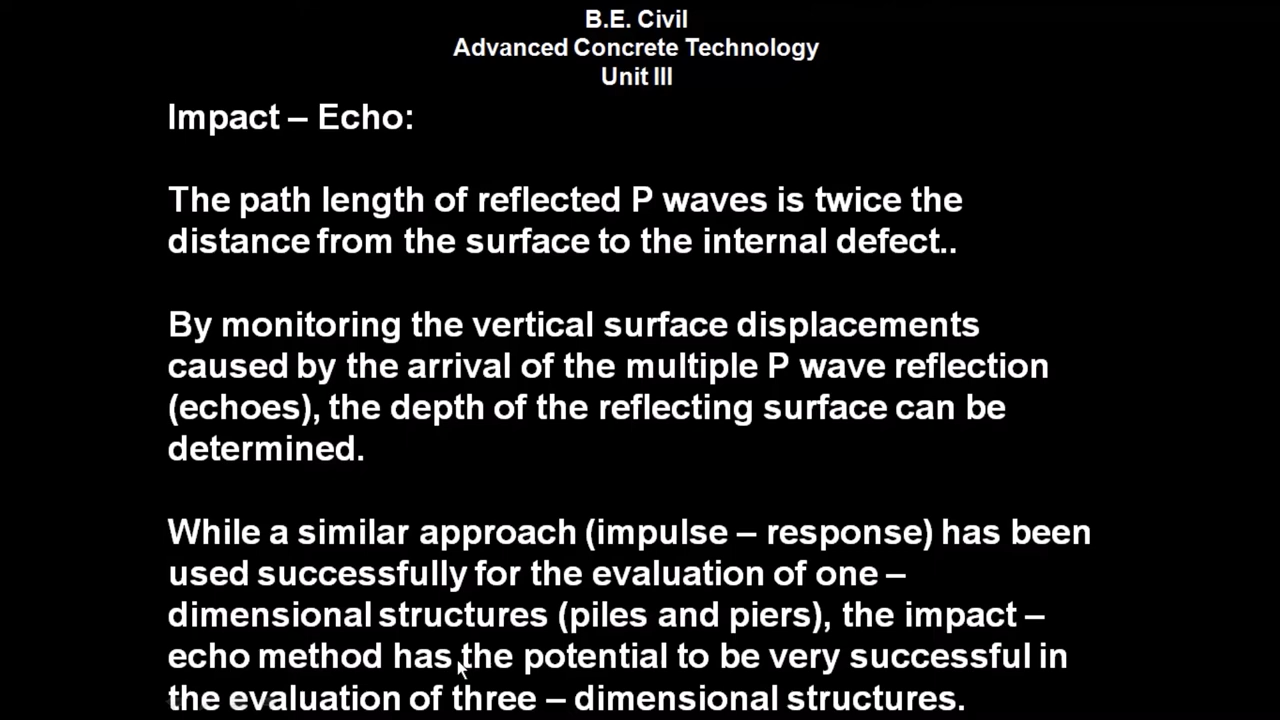 B.E. Civil
Advanced Concrete Technology
Unit III
Impact – Echo:
The path length of reflected P waves is twice the
distance from the surface to the internal defect..
By monitoring the vertical surface displacements
caused by the arrival of the multiple P wave reflection
(echoes), the depth of the reflecting surface can be
determined.
While a similar approach (impulse – response) has been
used successfully for the evaluation of one –
dimensional structures (piles and piers), the impact –
echo method has the potential to be very successful in
the evaluation of three – dimensional structures.